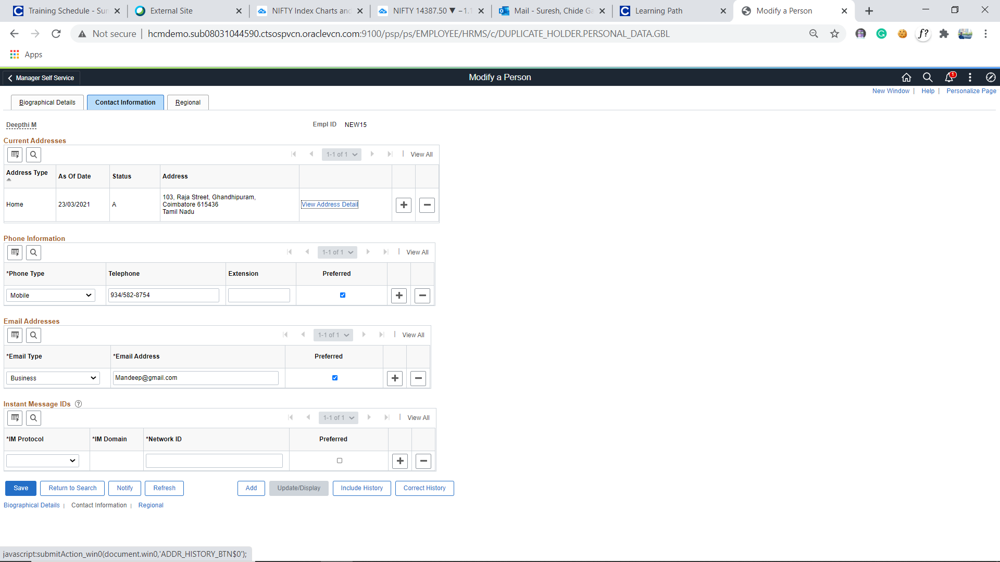 Training Schedule - Sur
External Site
NIFTY Index Charts and
NIFTY 14387.50 ▼ −1.1
Mail - Suresh, Chide Ga
Learning Path
Modify a Person
Not secure
hcmdemo.sub08031044590.ctsospvcn.oraclevcn.com:9100/psp/ps/EMPLOYEE/HRMS/c/DUPLICATE_HOLDER.PERSONAL_DATA.GBL
Apps
Manager Self Service
Modify a Person
1
New Window | Help | Personalize Page
Biographical Details
Contact Information
Regional
Deepthi M
Empl ID NEW15
Current Addresses
1-1 of 1
View All
Address Type
As Of Date
Status
Address
Home
23/03/2021
A
103, Raja Street, Ghandhipuram,
Coimbatore 615436
Tamil Nadu
View Address Detail
Phone Information
1-1 of 1
View All
*Phone Type
Telephone
Extension
Preferred
Mobile
934/582-8754
Email Addresses
1-1 of 1
View All
*Email Type
*Email Address
Preferred
Business
Mandeep@gmail.com
Instant Message IDs ?
1-1 of 1
View All
*IM Protocol
*IM Domain
*Network ID
Preferred
Save
Return to Search
Notify
Refresh
Add
Update/Display
Include History
Correct History
Biographical Details | Contact Information | Regional
javascript:submitAction_win0(document.win0,'ADDR_HISTORY_BTN$0');